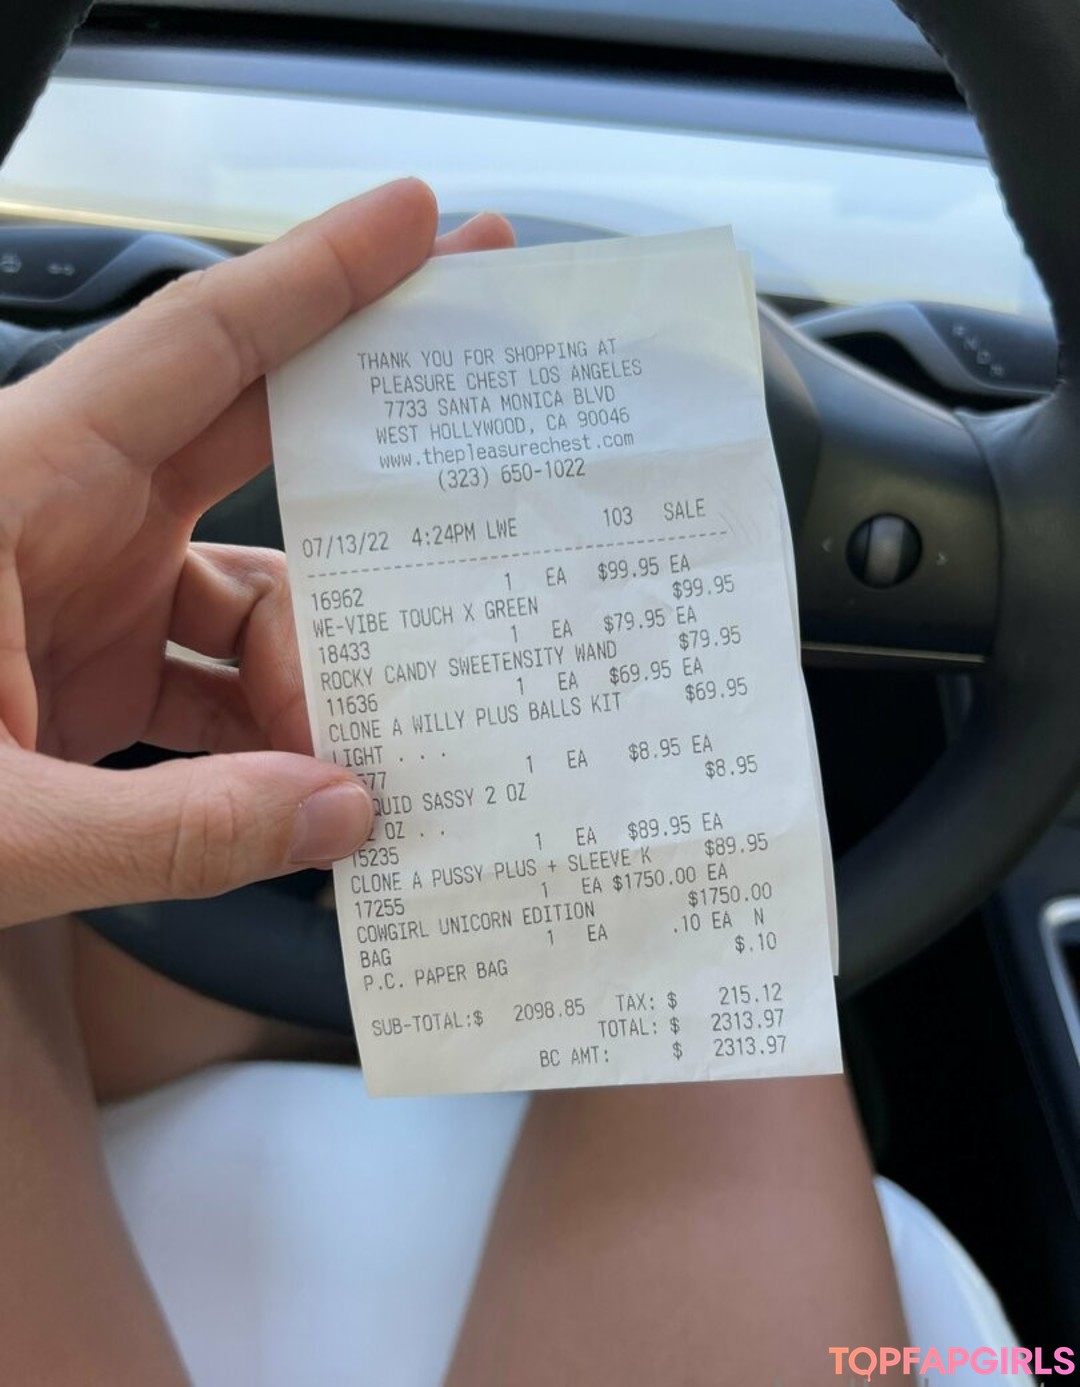 THANK YOU FOR SHOPPING AT
PLEASURE CHEST LOS ANGELES
7733 SANTA MONICA BLVD
WEST HOLLYWOOD, CA 90046
www.thepleasurechest.com
(323) 650-1022
07/13/22 4:24PM LWE 103 SALE
16962 1 EA $99.95 EA
WE-VIBE TOUCH X GREEN $99.95
18433 1 EA $79.95 EA
ROCKY CANDY SWEETENSITY WAND $79.95
11636 1 EA $69.95 EA
CLONE A WILLY PLUS BALLS KIT $69.95
LIGHT . . .
577 1 EA $8.95 EA
QUID SASSY 2 OZ $8.95
2 OZ . .
15235 1 EA $89.95 EA
CLONE A PUSSY PLUS + SLEEVE K $89.95
17255 1 EA $1750.00 EA
COWGIRL UNICORN EDITION $1750.00
BAG 1 EA .10 EA N
P.C. PAPER BAG $.10
SUB-TOTAL:$ 2098.85 TAX: $ 215.12
TOTAL: $ 2313.97
BC AMT: $ 2313.97
TOPFAPGIRLS